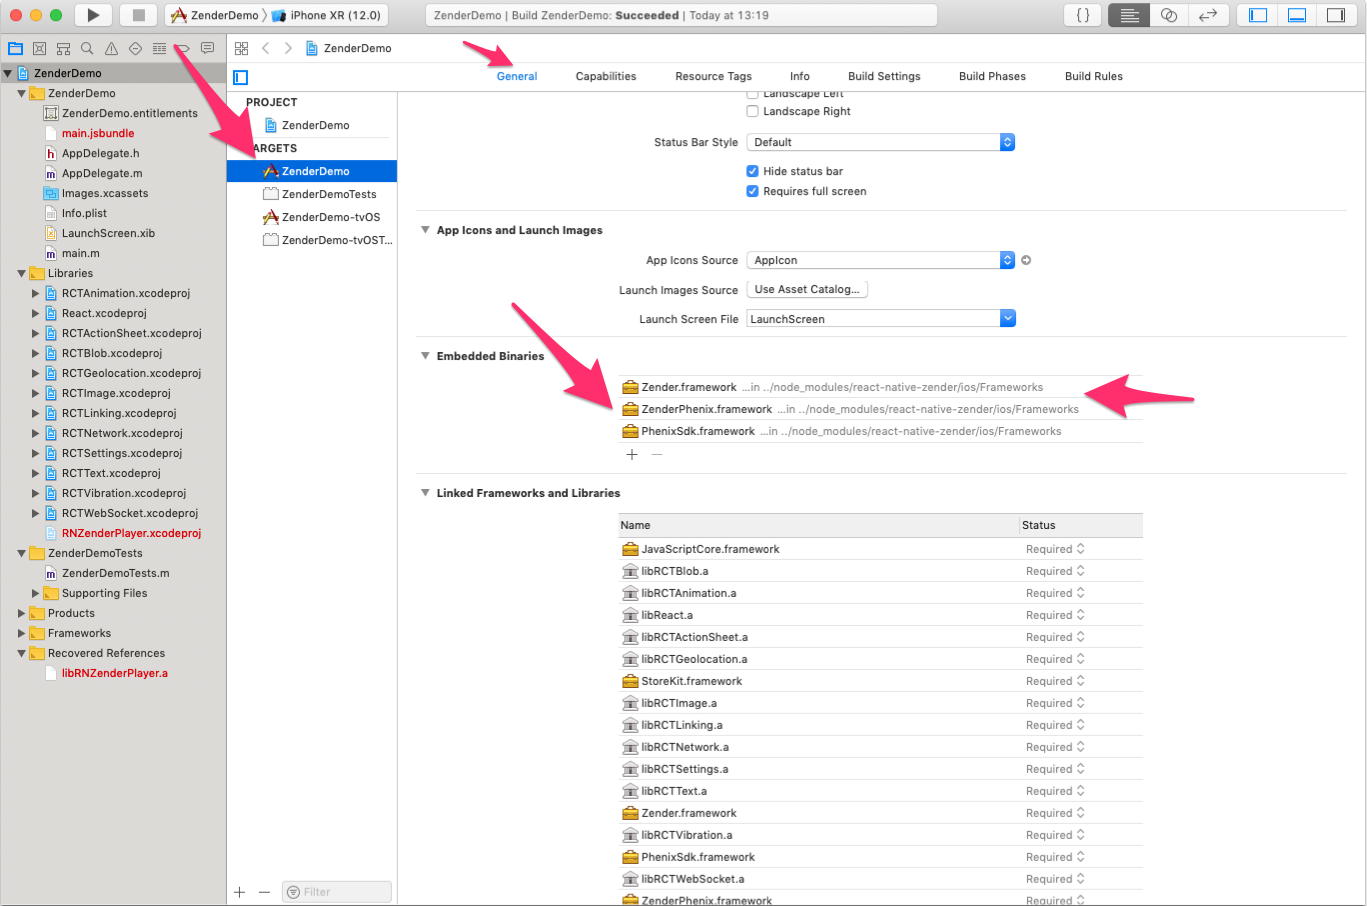 ZenderDemo 〉 iPhone XR (12.0)
ZenderDemo | Build ZenderDemo: Succeeded | Today at 13:19
{ }
ZenderDemo
General
Capabilities
Resource Tags
Info
Build Settings
Build Phases
Build Rules
ZenderDemo
ZenderDemo
ZenderDemo.entitlements
main.jsbundle
h AppDelegate.h
m AppDelegate.m
Images.xcassets
Info.plist
LaunchScreen.xib
m main.m
Libraries
RCTAnimation.xcodeproj
React.xcodeproj
RCTActionSheet.xcodeproj
RCTBlob.xcodeproj
RCTGeolocation.xcodeproj
RCTImage.xcodeproj
RCTLinking.xcodeproj
RCTNetwork.xcodeproj
RCTSettings.xcodeproj
RCTText.xcodeproj
RCTVibration.xcodeproj
RCTWebSocket.xcodeproj
RNZenderPlayer.xcodeproj
ZenderDemoTests
m ZenderDemoTests.m
Supporting Files
Products
Frameworks
Recovered References
libRNZenderPlayer.a
PROJECT
ZenderDemo
ARGETS
ZenderDemo
ZenderDemoTests
ZenderDemo-tvOS
ZenderDemo-tvOST...
Filter
Landscape Left
Landscape Right
Status Bar Style Default
Hide status bar
Requires full screen
App Icons and Launch Images
App Icons Source AppIcon
Launch Images Source Use Asset Catalog...
Launch Screen File LaunchScreen
Embedded Binaries
Zender.framework ...in ../node_modules/react-native-zender/ios/Frameworks
ZenderPhenix.framework ...in ../node_modules/react-native-zender/ios/Frameworks
PhenixSdk.framework ...in ../node_modules/react-native-zender/ios/Frameworks
Linked Frameworks and Libraries
Name Status
JavaScriptCore.framework Required
libRCTBlob.a Required
libRCTAnimation.a Required
libReact.a Required
libRCTActionSheet.a Required
libRCTGeolocation.a Required
StoreKit.framework Required
libRCTImage.a Required
libRCTLinking.a Required
libRCTNetwork.a Required
libRCTSettings.a Required
libRCTText.a Required
Zender.framework Required
libRCTVibration.a Required
PhenixSdk.framework Required
libRCTWebSocket.a Required
ZenderPhenix.framework Required